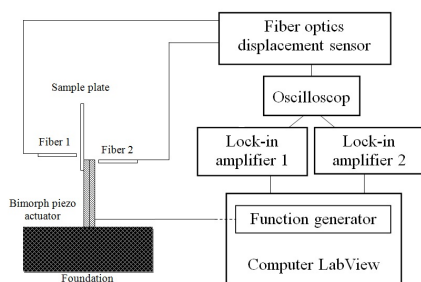 Fiber optics
displacement sensor
Sample plate
Oscilloscop
Fiber 1
Fiber 2
Lock-in
amplifier 1
Lock-in
amplifier 2
Bimorph piezo
actuator
Function generator
Computer LabView
Foundation